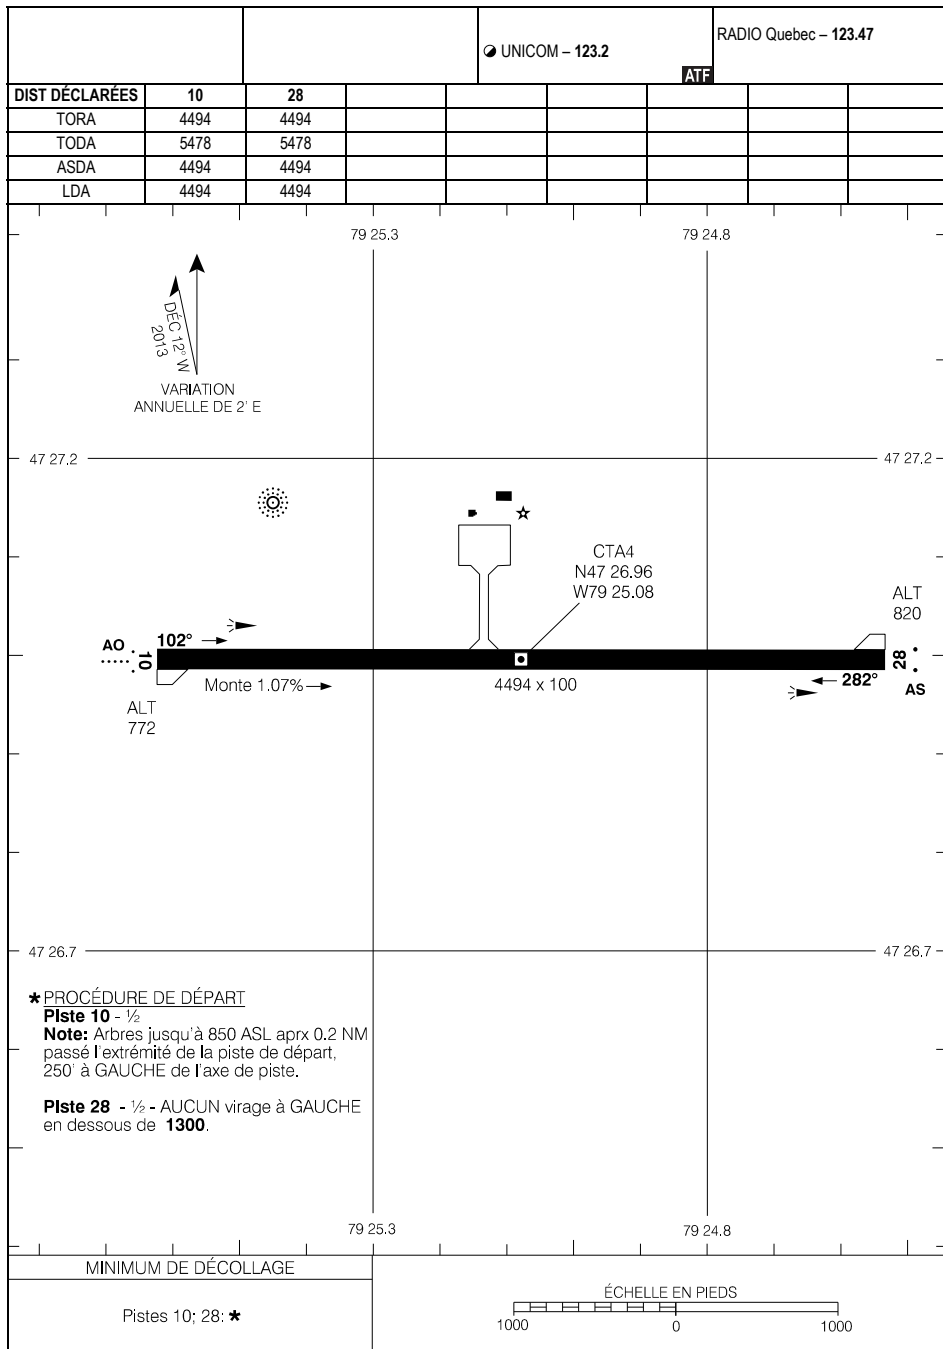 UNICOM – 123.2
RADIO Quebec – 123.47
ATF
DIST DÉCLARÉES 10 28
TORA 4494 4494
TODA 5478 5478
ASDA 4494 4494
LDA 4494 4494
79 25.3 79 24.8
DÉC 12° W
2013
VARIATION
ANNUELLE DE 2' E
47 27.2 47 27.2
CTA4
N47 26.96
W79 25.08
ALT
820
AO
102°
10
28
282°
AS
Monte 1.07%
4494 x 100
ALT
772
47 26.7 47 26.7
* PROCÉDURE DE DÉPART
Piste 10 - ½
Note: Arbres jusqu'à 850 ASL aprx 0.2 NM
passé l'extrémité de la piste de départ,
250' à GAUCHE de l'axe de piste.
Piste 28 - ½ - AUCUN virage à GAUCHE
en dessous de 1300.
79 25.3 79 24.8
MINIMUM DE DÉCOLLAGE
Pistes 10; 28: *
ÉCHELLE EN PIEDS
1000 0 1000